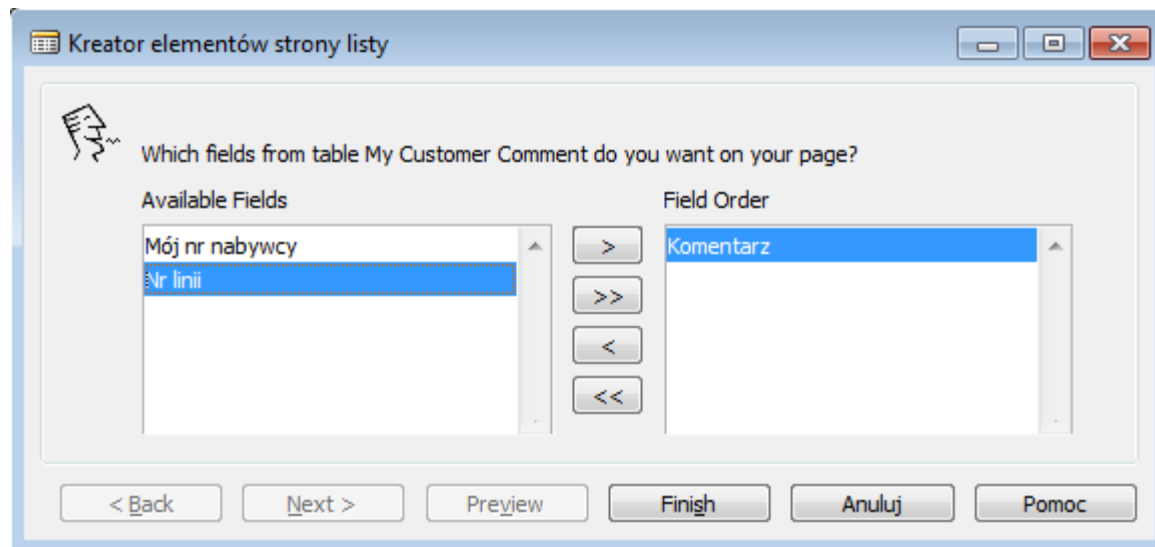 Kreator elementów strony listy
Which fields from table My Customer Comment do you want on your page?
Available Fields
Field Order
Mój nr nabywcy
Nr linii
Komentarz
>
>>
<
<<
< Back
Next >
Preview
Finish
Anuluj
Pomoc